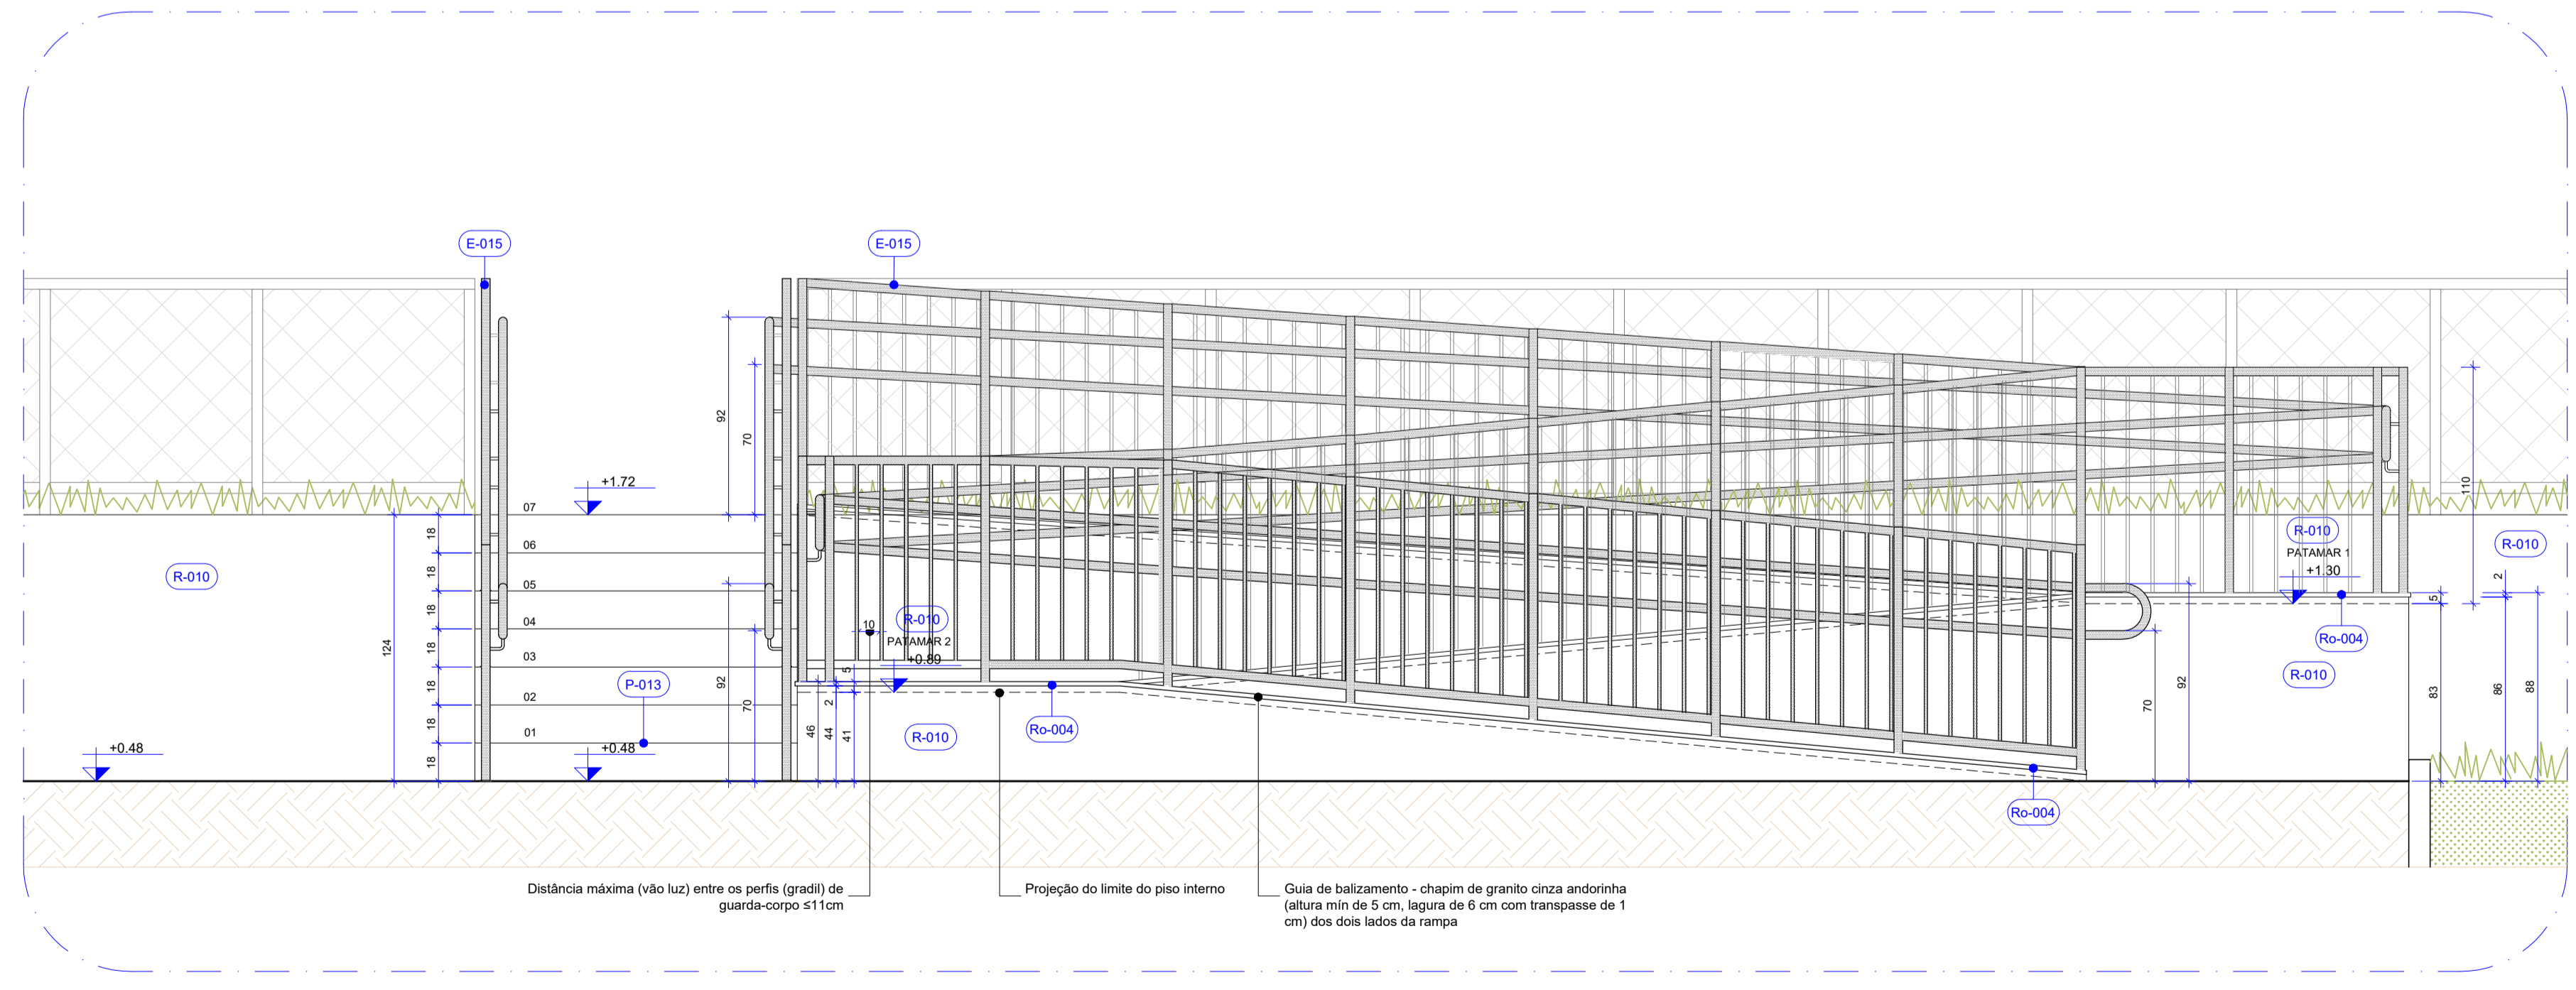 E-015
E-015
92
70
+1.72
07
06
05
04
03
02
01
18
18
18
18
18
18
18
124
R-010
P-013
+0.48
+0.48
92
70
10
R-010
PATAMAR 2
+0.89
5
2
46
44
41
R-010
Ro-004
110
R-010
PATAMAR 1
+1.30
R-010
2
5
Ro-004
R-010
70
92
83
86
88
Ro-004
Distância máxima (vão luz) entre os perfis (gradil) de
guarda-corpo ≤11cm
Projeção do limite do piso interno
Guia de balizamento - chapim de granito cinza andorinha
(altura mín de 5 cm, lagura de 6 cm com transpasse de 1
cm) dos dois lados da rampa